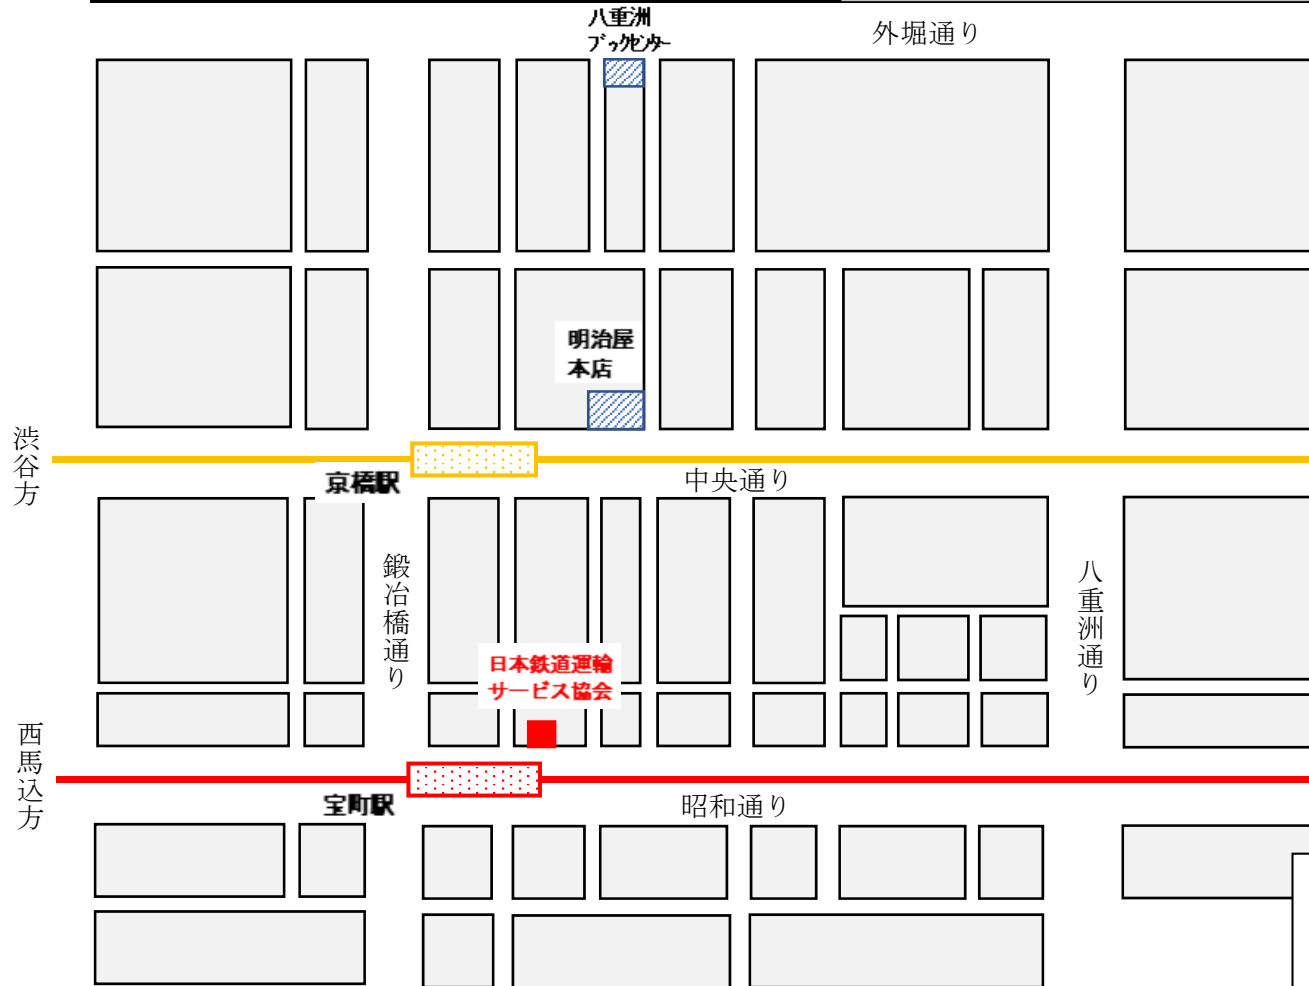 八重洲
ブックセンター
外堀通り
明治屋
本店
渋谷方
京橋駅
中央通り
鍛冶橋通り
八重洲通り
日本鉄道運輸
サービス協会
西馬込方
宝町駅
昭和通り